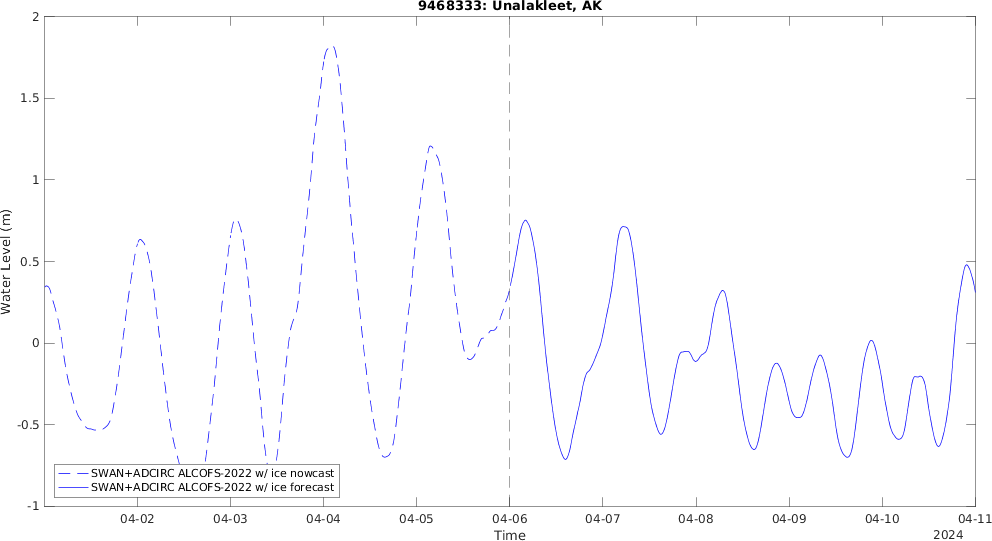 9468333: Unalakleet, AK
2
1.5
1
0.5
0
-0.5
-1
Water Level (m)
SWAN+ADCIRC ALCOFS-2022 w/ ice nowcast
SWAN+ADCIRC ALCOFS-2022 w/ ice forecast
04-02 04-03 04-04 04-05 04-06 04-07 04-08 04-09 04-10 04-11
Time
2024